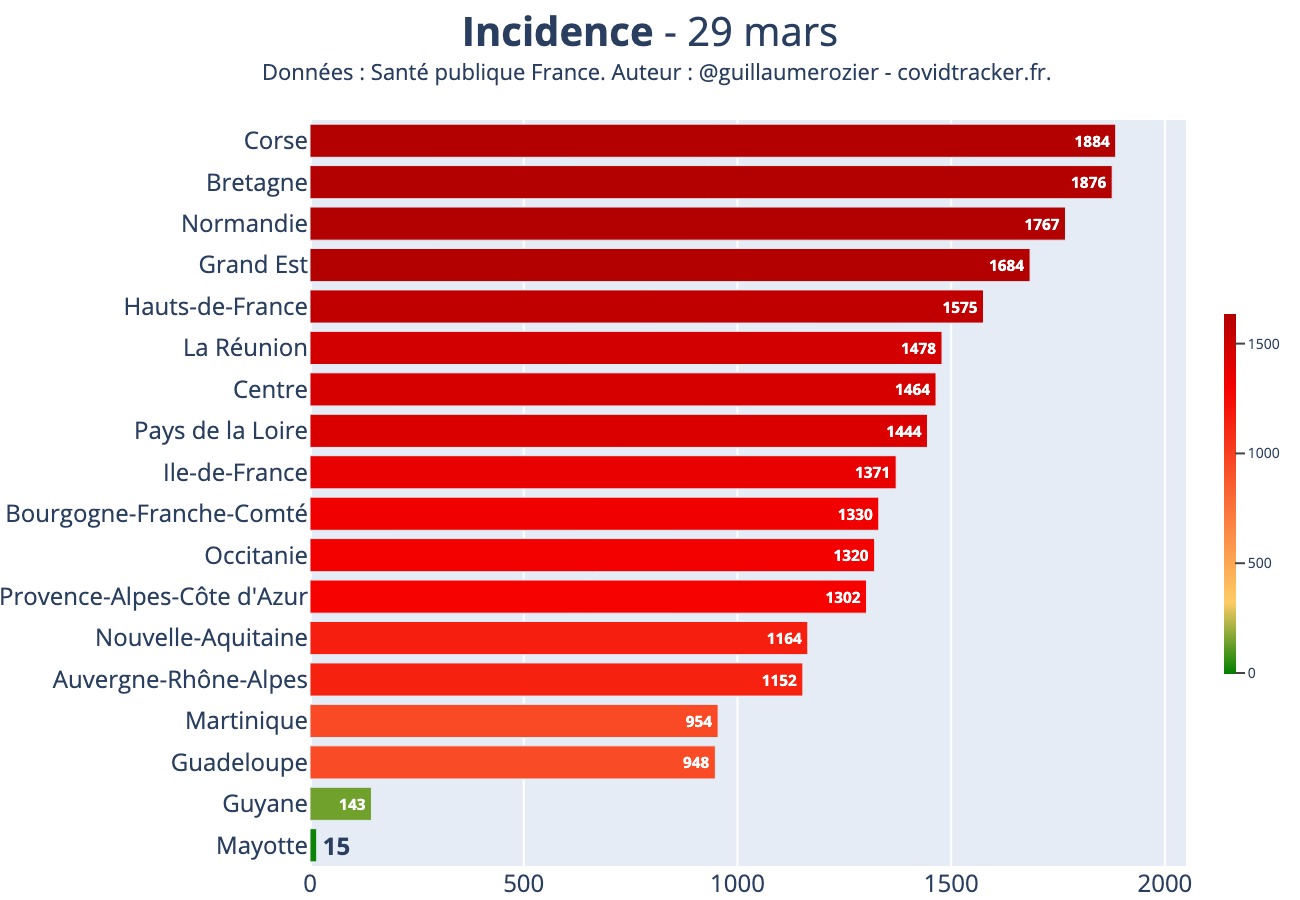 Incidence - 29 mars
Données : Santé publique France. Auteur : @guillaumerozier - covidtracker.fr.
Corse 1884
Bretagne 1876
Normandie 1767
Grand Est 1684
Hauts-de-France 1575
La Réunion 1478
Centre 1464
Pays de la Loire 1444
Ile-de-France 1371
Bourgogne-Franche-Comté 1330
Occitanie 1320
Provence-Alpes-Côte d'Azur 1302
Nouvelle-Aquitaine 1164
Auvergne-Rhône-Alpes 1152
Martinique 954
Guadeloupe 948
Guyane 143
Mayotte 15
0 500 1000 1500 2000
1500
1000
500
0